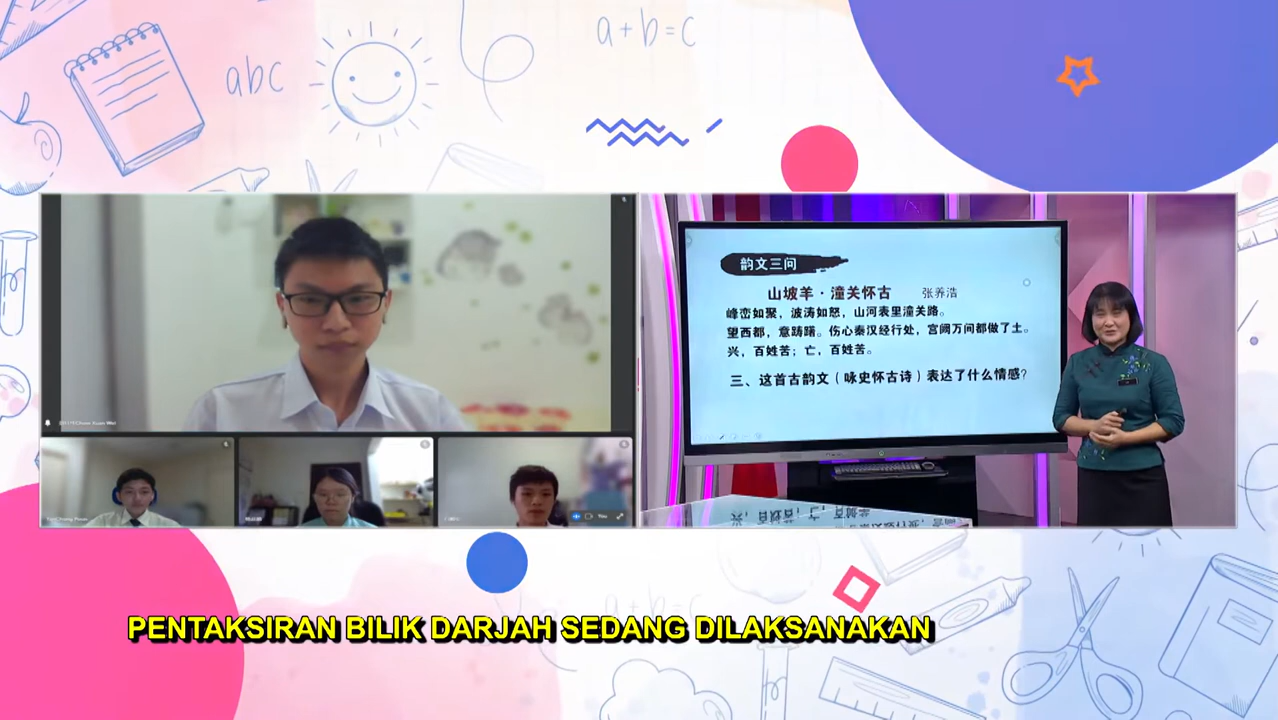 abc
a+b=c
韵文三问
山坡羊·潼关怀古 张养浩
峰峦如聚，波涛如怒，山河表里潼关路。
望西都，意踌躇。伤心秦汉经行处，宫阙万间都做了土。
兴，百姓苦；亡，百姓苦。
三、这首古韵文（咏史怀古诗）表达了什么情感?
You
a+b=c
PENTAKSIRAN BILIK DARJAH SEDANG DILAKSANAKAN